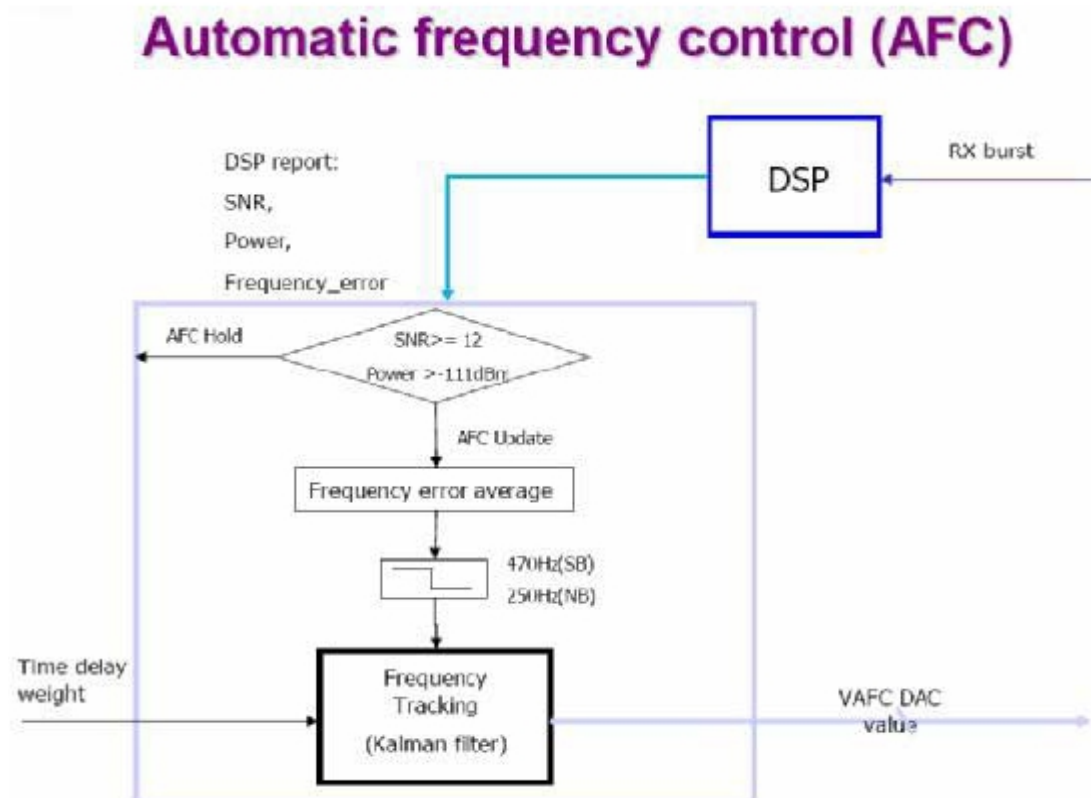 Automatic frequency control (AFC)
DSP report:
SNR,
Power,
Frequency_error
DSP
RX burst
AFC Hold
SNR>= 12
Power >-111dBm
AFC Update
Frequency error average
470Hz(SB)
250Hz(NB)
Time delay
weight
Frequency
Tracking
(Kalman filter)
VAFC DAC
value